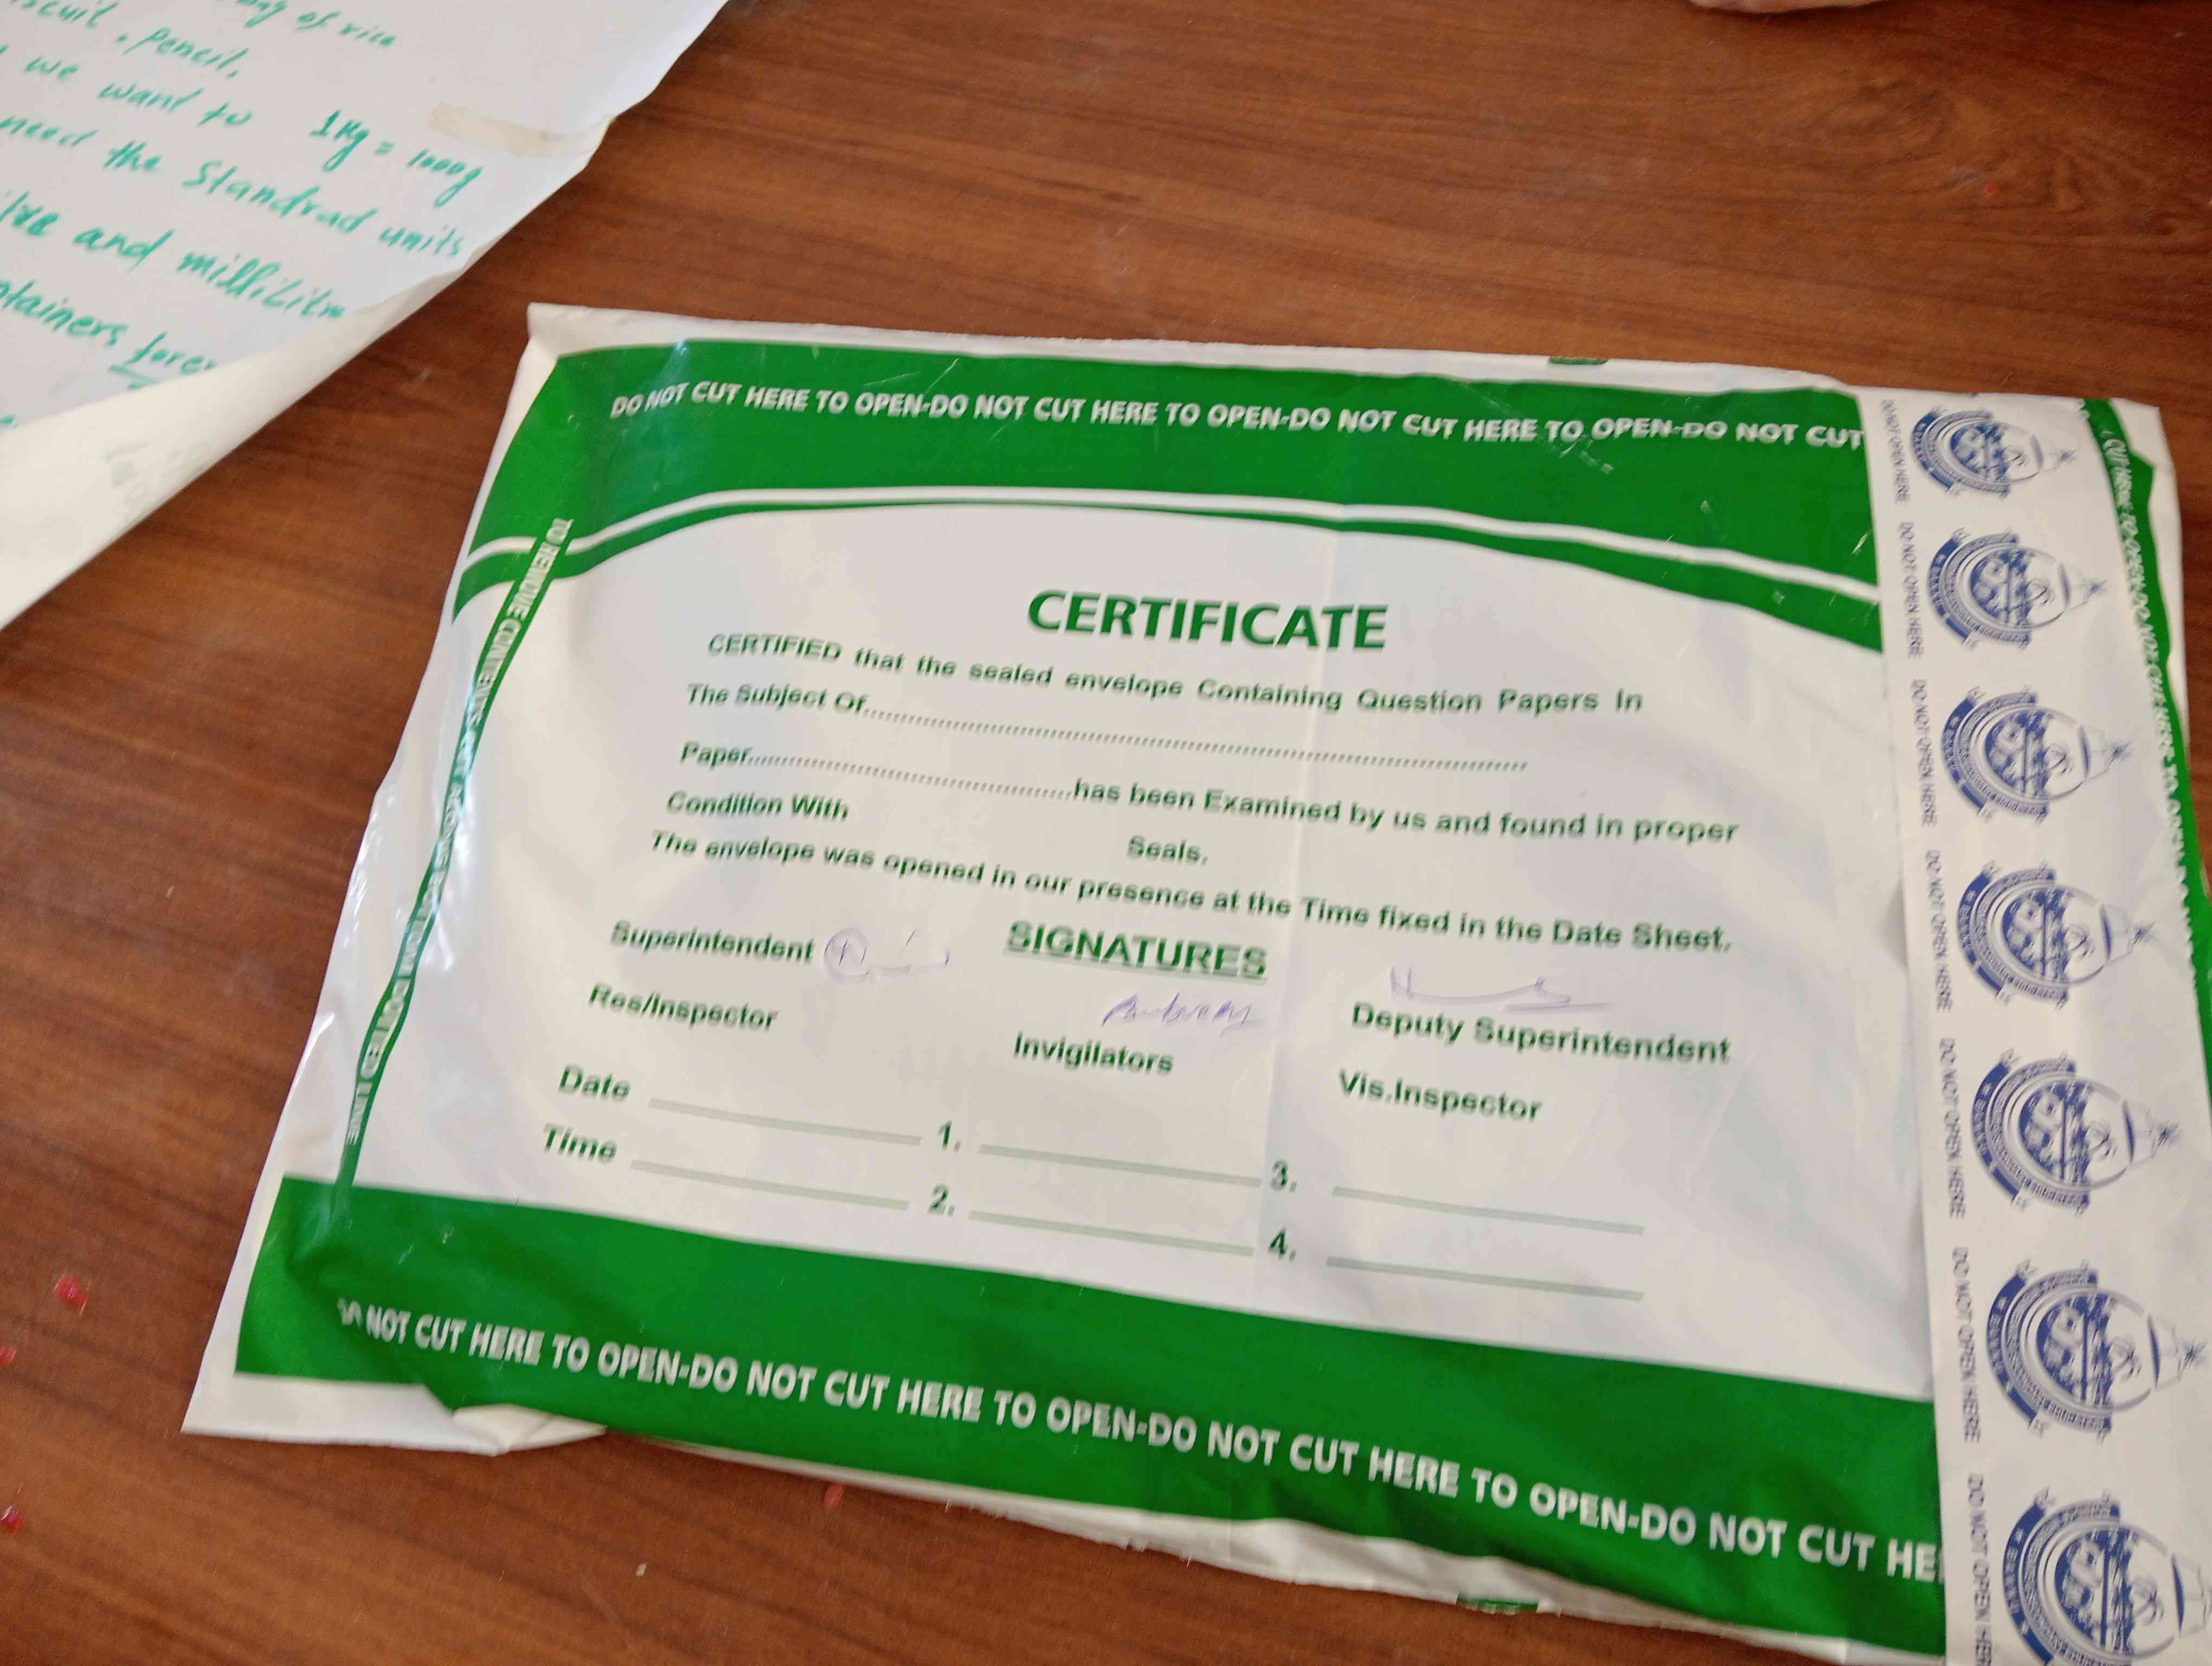 of rice
pencil.
we want to 1kg = 1000g
need the Standrad units
and
DO NOT CUT HERE TO OPEN-DO NOT CUT HERE TO OPEN-DO NOT CUT HERE TO OPEN-DO NOT CUT
CERTIFICATE
CERTIFIED that the sealed envelope Containing Question Papers In
The Subject Of
Paper has been Examined by us and found in proper
Condition With Seals.
The envelope was opened in our presence at the Time fixed in the Date Sheet.
SIGNATURES
Superintendent Deputy Superintendent
Res/Inspector Invigilators Vis.Inspector
Date 1. 3.
Time 2. 4.
NOT CUT HERE TO OPEN-DO NOT CUT HERE TO OPEN-DO NOT CUT HERE TO OPEN-DO NOT CUT
DO NOT OPEN HERE
DO NOT OPEN HERE
DO NOT OPEN HERE
DO NOT OPEN HERE
DO NOT OPEN HERE
DO NOT OPEN HERE
DO NOT OPEN